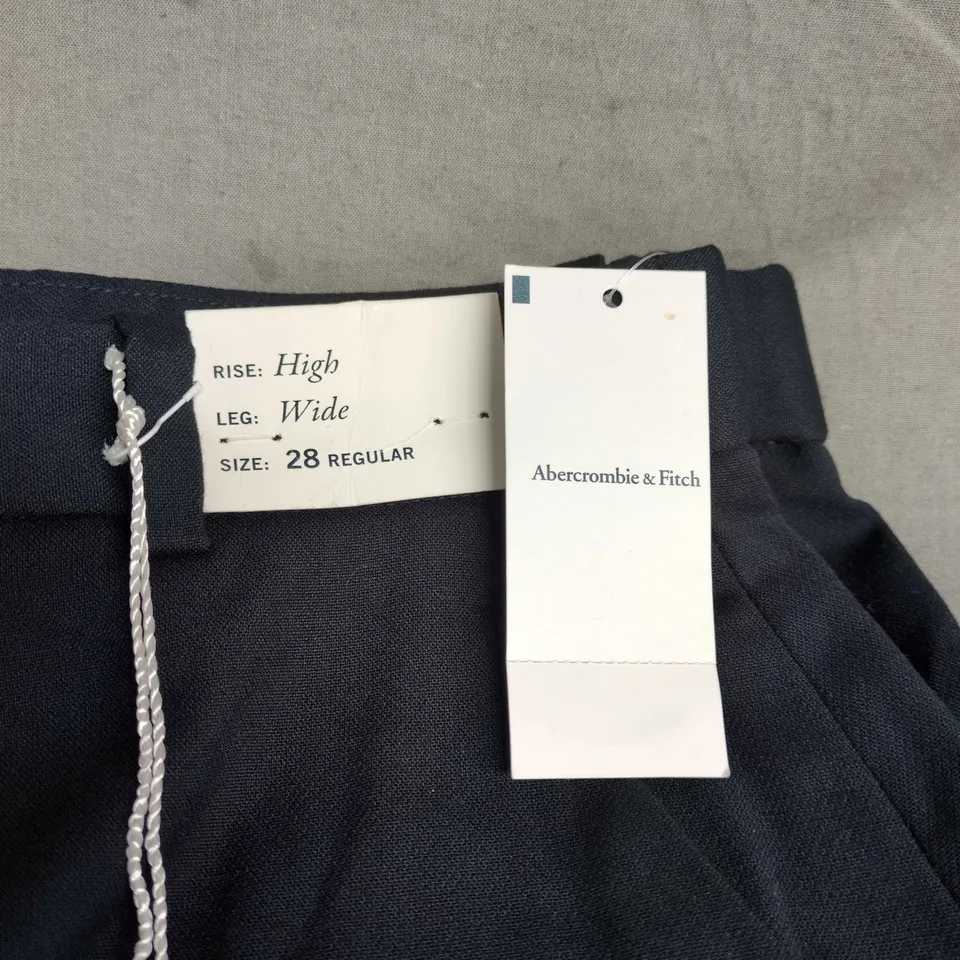 RISE: High
LEG: Wide
SIZE: 28 REGULAR
Abercrombie & Fitch